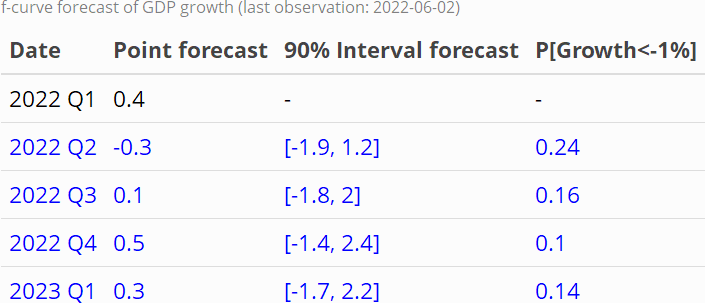 f-curve forecast of GDP growth (last observation: 2022-06-02)
Date Point forecast 90% Interval forecast P[Growth<-1%]
2022 Q1 0.4 - -
2022 Q2 -0.3 [-1.9, 1.2] 0.24
2022 Q3 0.1 [-1.8, 2] 0.16
2022 Q4 0.5 [-1.4, 2.4] 0.1
2023 Q1 0.3 [-1.7, 2.2] 0.14